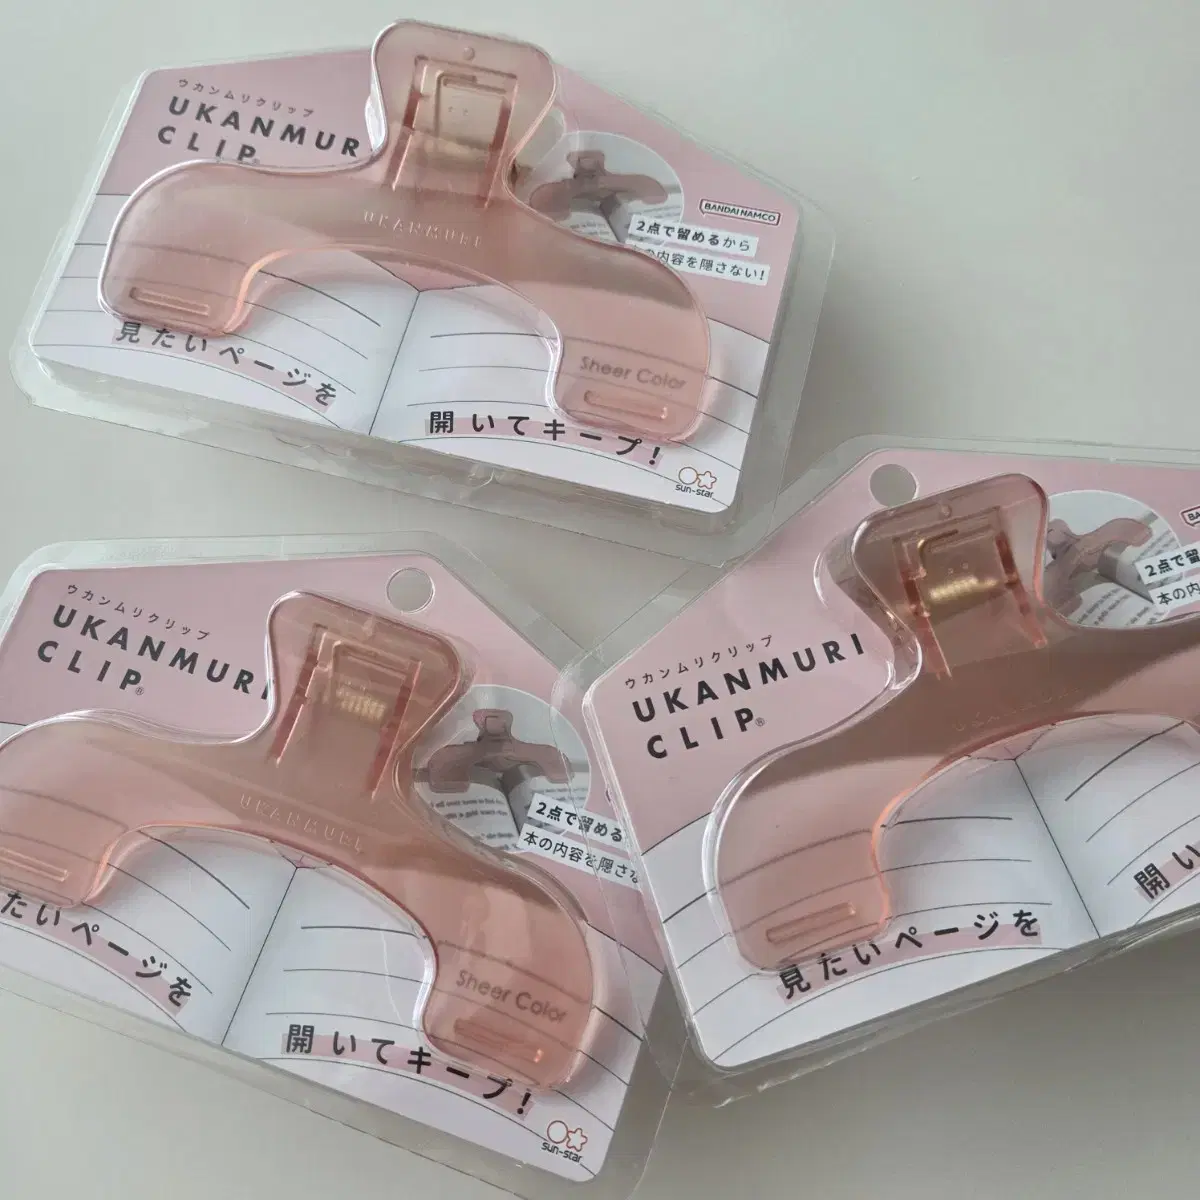 ウカンムリクリップ
UKANMUR
CLIP®
UKANMURI
BANDAI NAMCO
2点で留めるから
本の内容を隠さない!
Sheer Color
見たいページを
開いてキープ!
sun-star
ウカンムリクリップ
UKANMURI
CLIP®
UKANMURI
2点で留める
本の内容を隠さな
Sheer Color
たいページを
開いてキープ!
sun-star
ウカンムリクリップ
UKANMURI
CLIP®
UKANMURI
BA
2点で留
本の内
見たいページを
開い